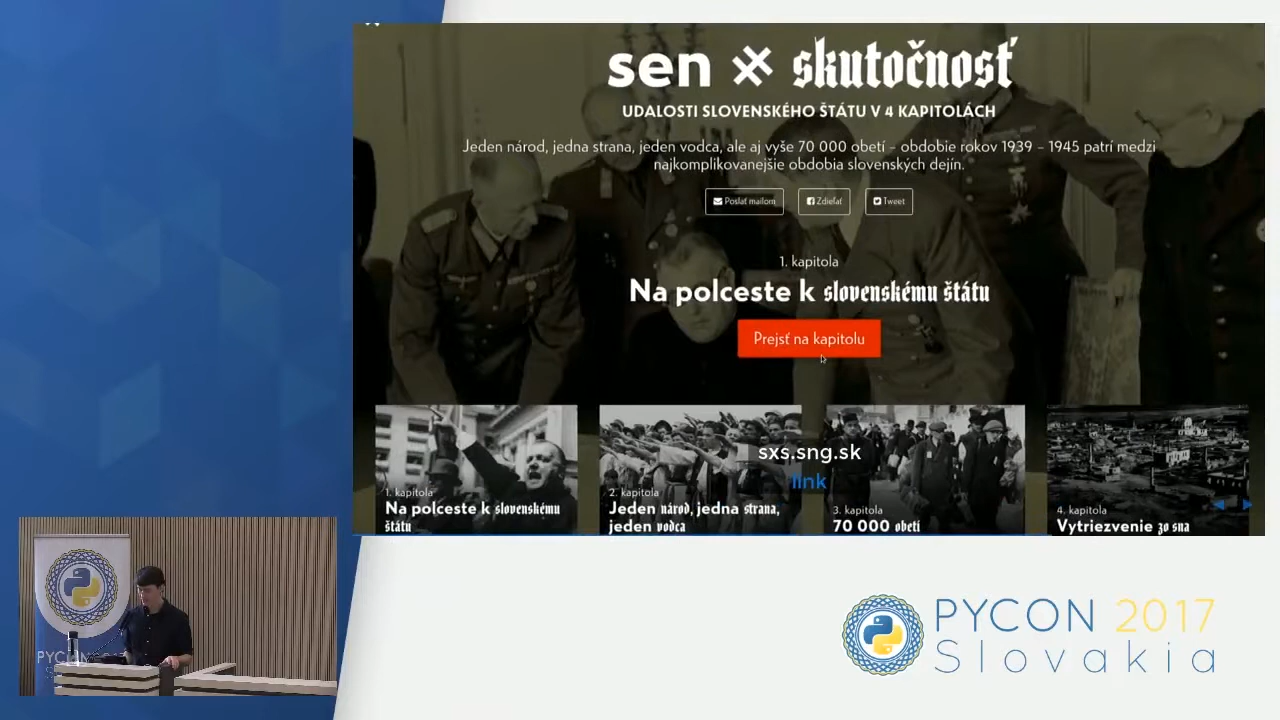 sen × skutočnosť
UDALOSTI SLOVENSKÉHO ŠTÁTU V 4 KAPITOLÁCH
Jeden národ, jedna strana, jeden vodca, ale aj vyše 70 000 obetí – obdobie rokov 1939 – 1945 patrí medzi
najkomplikovanejšie obdobia slovenských dejín.
Poslať mailom
Zdieľať
Tweet
1. kapitola
Na polceste k slovenskému štátu
Prejsť na kapitolu
sxs.sng.sk
link
1. kapitola
Na polceste k slovenskému
štátu
2. kapitola
Jeden národ, jedna strana,
jeden vodca
3. kapitola
70 000 obetí
4. kapitola
Vytriezvenie zo sna
PYCON
PYCON 2017
Slovakia